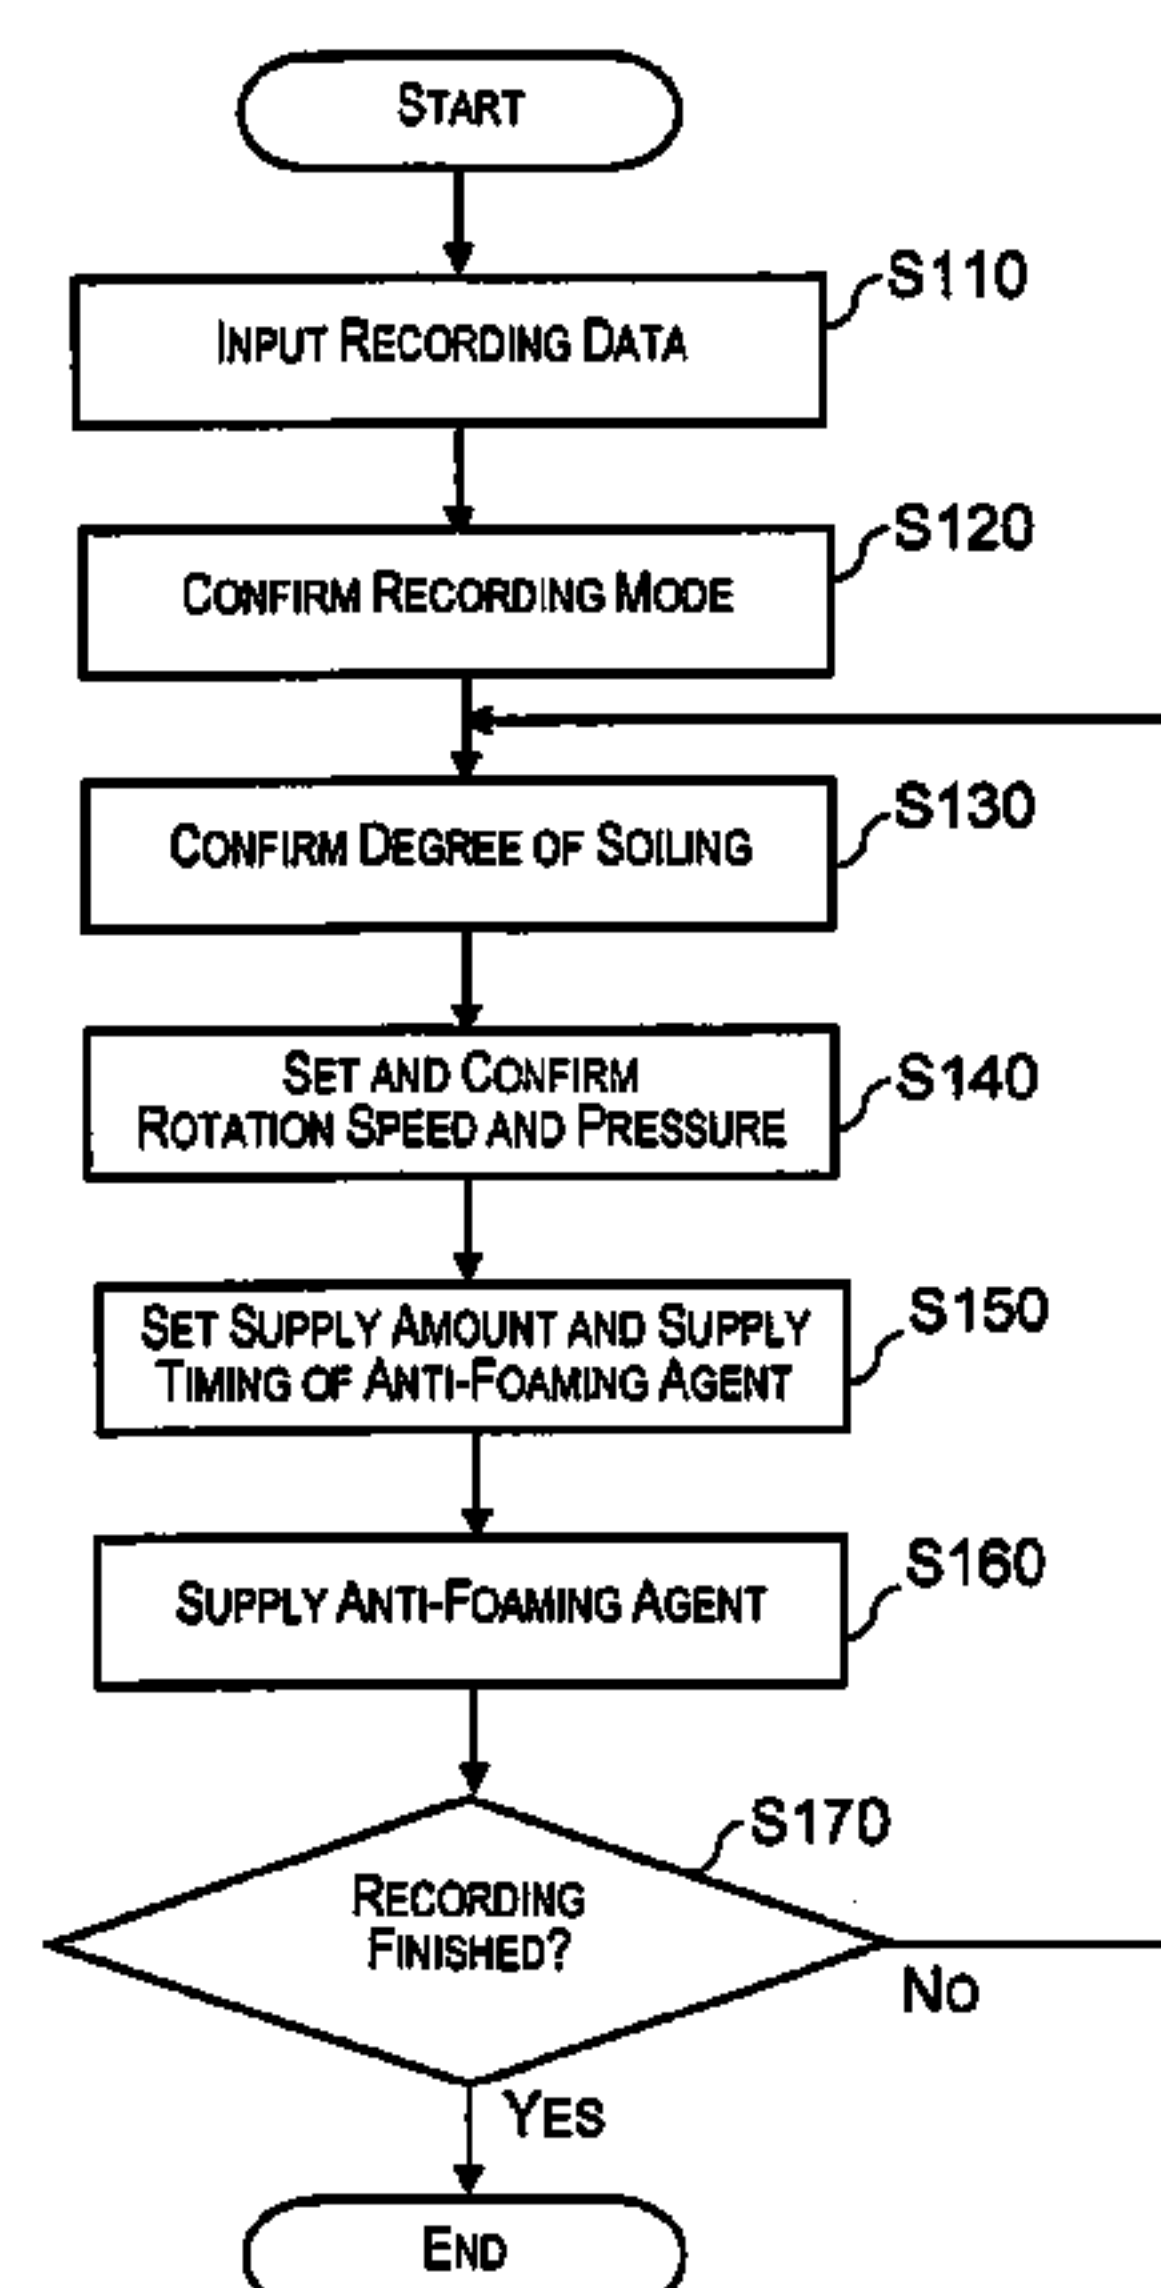 START
S110
INPUT RECORDING DATA
S120
CONFIRM RECORDING MODE
S130
CONFIRM DEGREE OF SOILING
S140
SET AND CONFIRM
ROTATION SPEED AND PRESSURE
S150
SET SUPPLY AMOUNT AND SUPPLY
TIMING OF ANTI-FOAMING AGENT
S160
SUPPLY ANTI-FOAMING AGENT
S170
RECORDING
FINISHED?
NO
YES
END